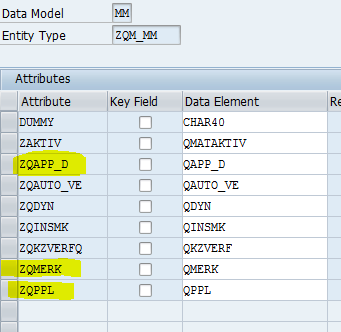 Data Model MM
Entity Type ZQM_MM
Attributes
Attribute Key Field Data Element Re
DUMMY CHAR40
ZAKTIV QMATAKTIV
ZQAPP_D QAPP_D
ZQAUTO_VE QAUTO_VE
ZQDYN QDYN
ZQINSMK QINSMK
ZQKZVERFQ QKZVERF
ZQMERK QMERK
ZQPPL QPPL